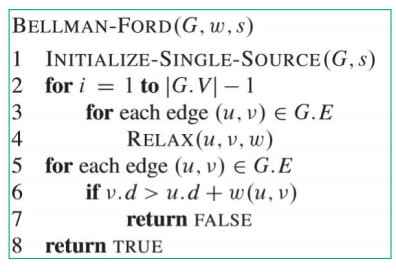 BELLMAN-FORD(G, w, s)
1 INITIALIZE-SINGLE-SOURCE(G, s)
2 for i = 1 to |G.V| − 1
3 for each edge (u, v) ∈ G.E
4 RELAX(u, v, w)
5 for each edge (u, v) ∈ G.E
6 if v.d > u.d + w(u, v)
7 return FALSE
8 return TRUE